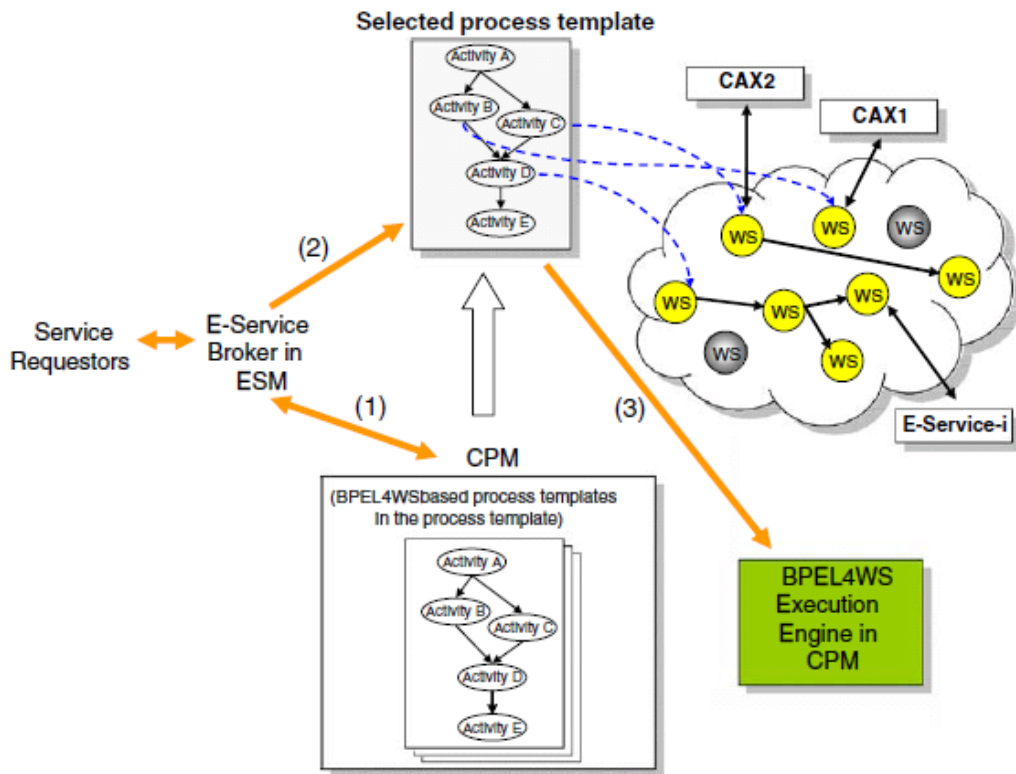 Selected process template
Activity A
Activity B
Activity C
Activity D
Activity E
CAX2
CAX1
WS
WS
WS
WS
WS
WS
WS
WS
WS
E-Service-i
(2)
Service
Requestors
E-Service
Broker in
ESM
(1)
(3)
CPM
(BPEL4WSbased process templates
in the process template)
Activity A
Activity B
Activity C
Activity D
Activity E
BPEL4WS
Execution
Engine in
CPM